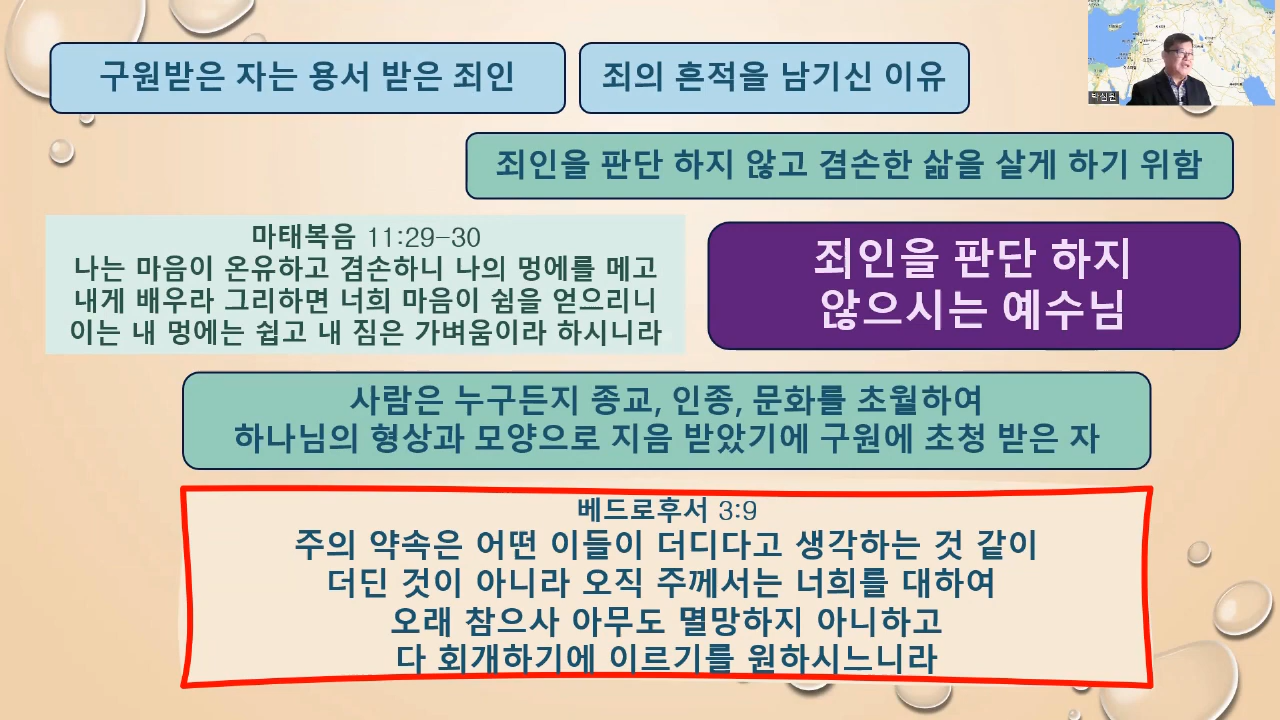 구원받은 자는 용서 받은 죄인
죄의 흔적을 남기신 이유
박심원
죄인을 판단 하지 않고 겸손한 삶을 살게 하기 위함
마태복음 11:29-30
나는 마음이 온유하고 겸손하니 나의 멍에를 메고
내게 배우라 그리하면 너희 마음이 쉼을 얻으리니
이는 내 멍에는 쉽고 내 짐은 가벼움이라 하시니라
죄인을 판단 하지
않으시는 예수님
사람은 누구든지 종교, 인종, 문화를 초월하여
하나님의 형상과 모양으로 지음 받았기에 구원에 초청 받은 자
베드로후서 3:9
주의 약속은 어떤 이들이 더디다고 생각하는 것 같이
더딘 것이 아니라 오직 주께서는 너희를 대하여
오래 참으사 아무도 멸망하지 아니하고
다 회개하기에 이르기를 원하시느니라